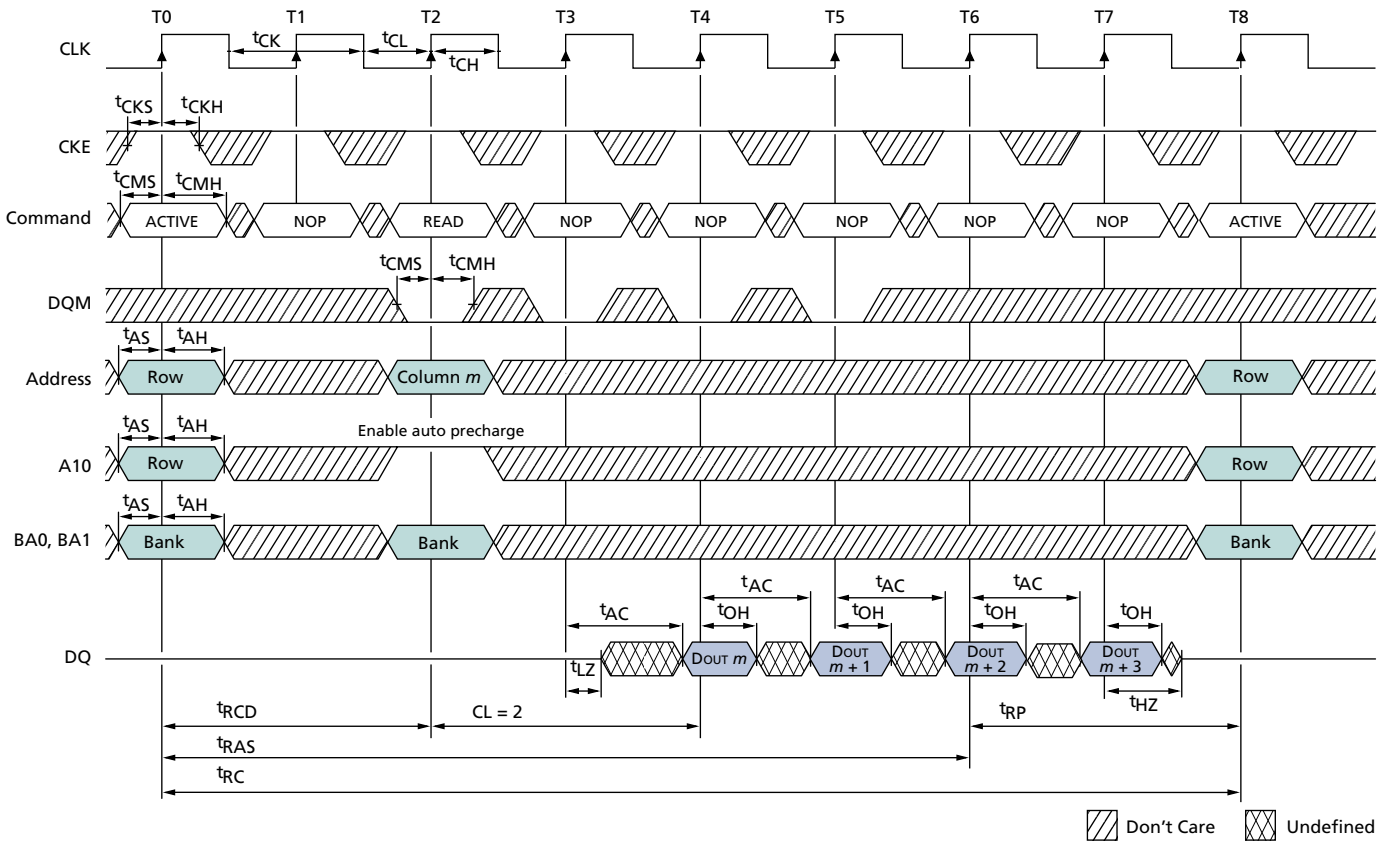 T0 T1 T2 T3 T4 T5 T6 T7 T8
CLK
tCK tCL
tCH
tCKS tCKH
CKE
tCMS tCMH
Command ACTIVE NOP READ NOP NOP NOP NOP NOP ACTIVE
tCMS tCMH
DQM
tAS tAH
Address Row Column m Row
tAS tAH Enable auto precharge
A10 Row Row
tAS tAH
BA0, BA1 Bank Bank Bank
tAC tAC tAC
tAC tOH tOH tOH tOH
DQ DOUT m DOUT m + 1 DOUT m + 2 DOUT m + 3
tLZ tHZ
tRCD CL = 2 tRP
tRAS
tRC
Don't Care Undefined